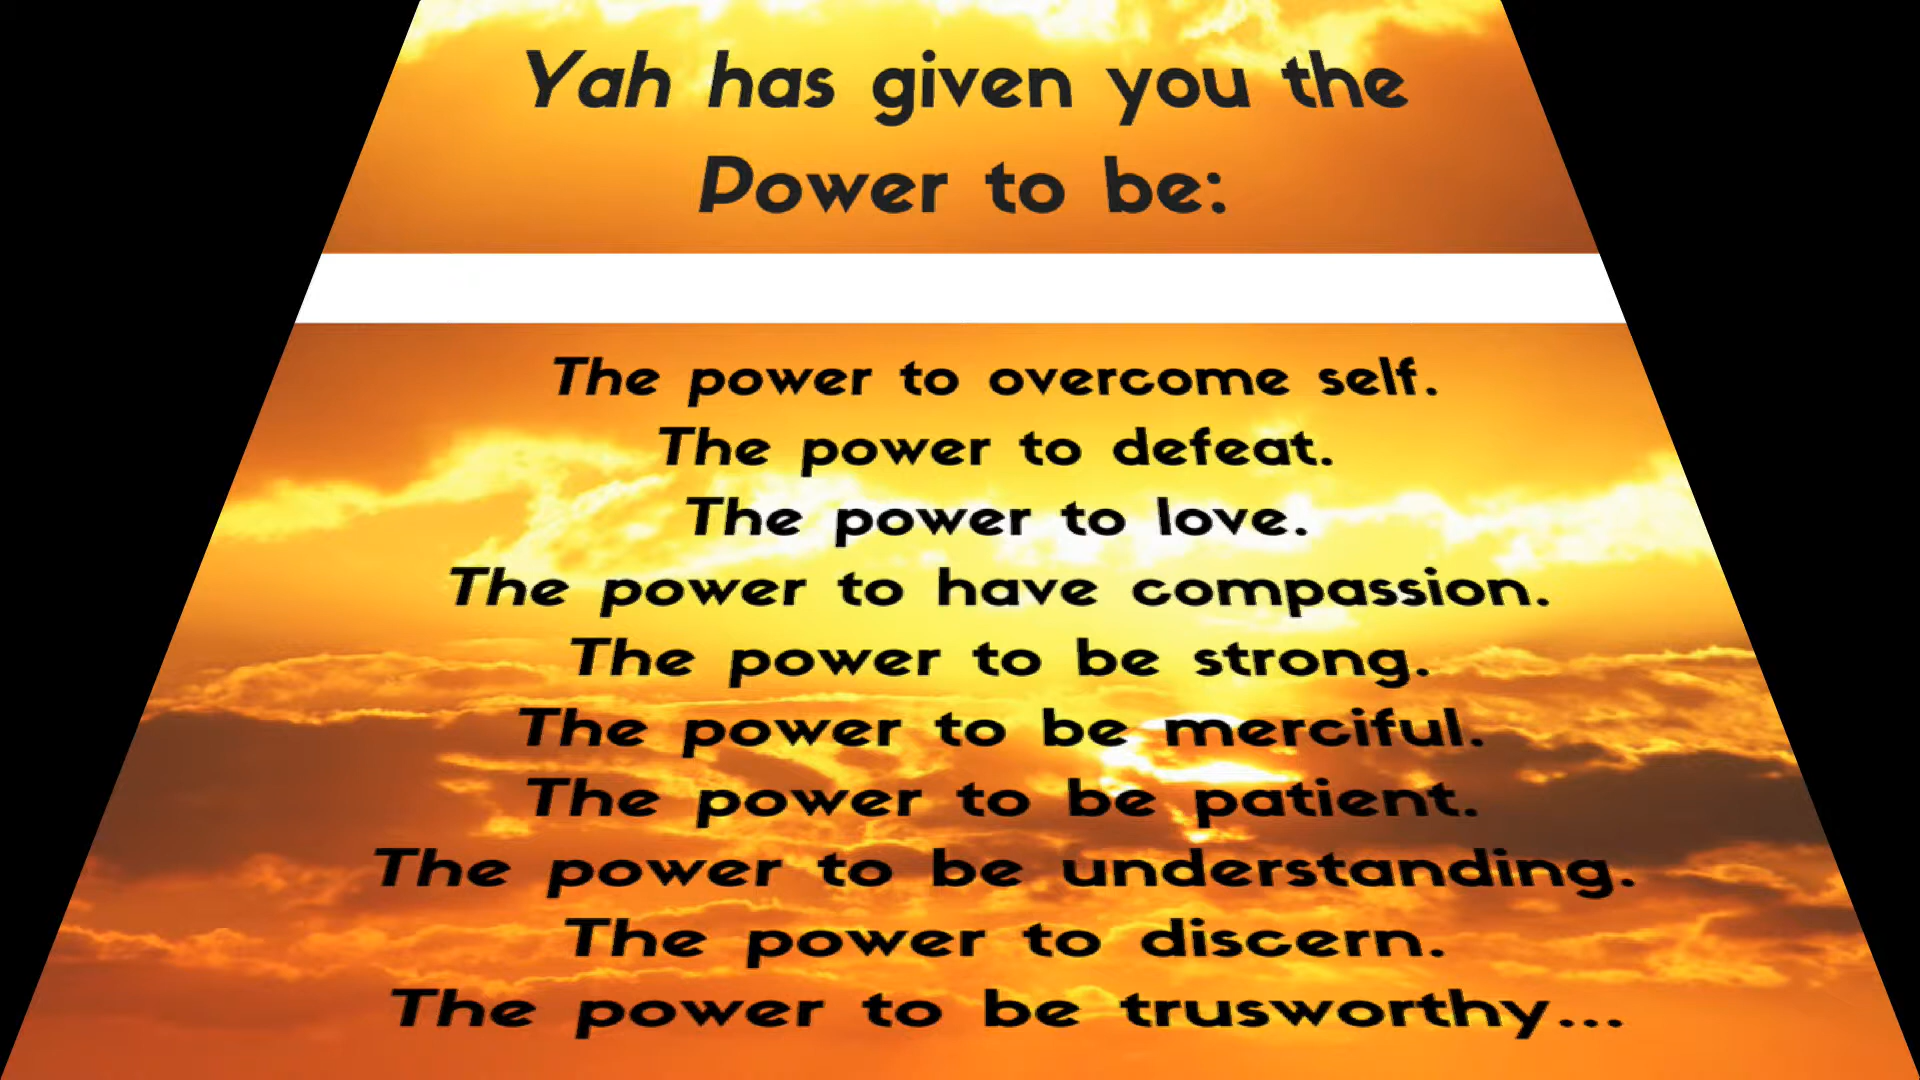 Yah has given you the
Power to be:
The power to overcome self.
The power to defeat.
The power to love.
The power to have compassion.
The power to be strong.
The power to be merciful.
The power to be patient.
The power to be understanding.
The power to discern.
The power to be trusworthy...